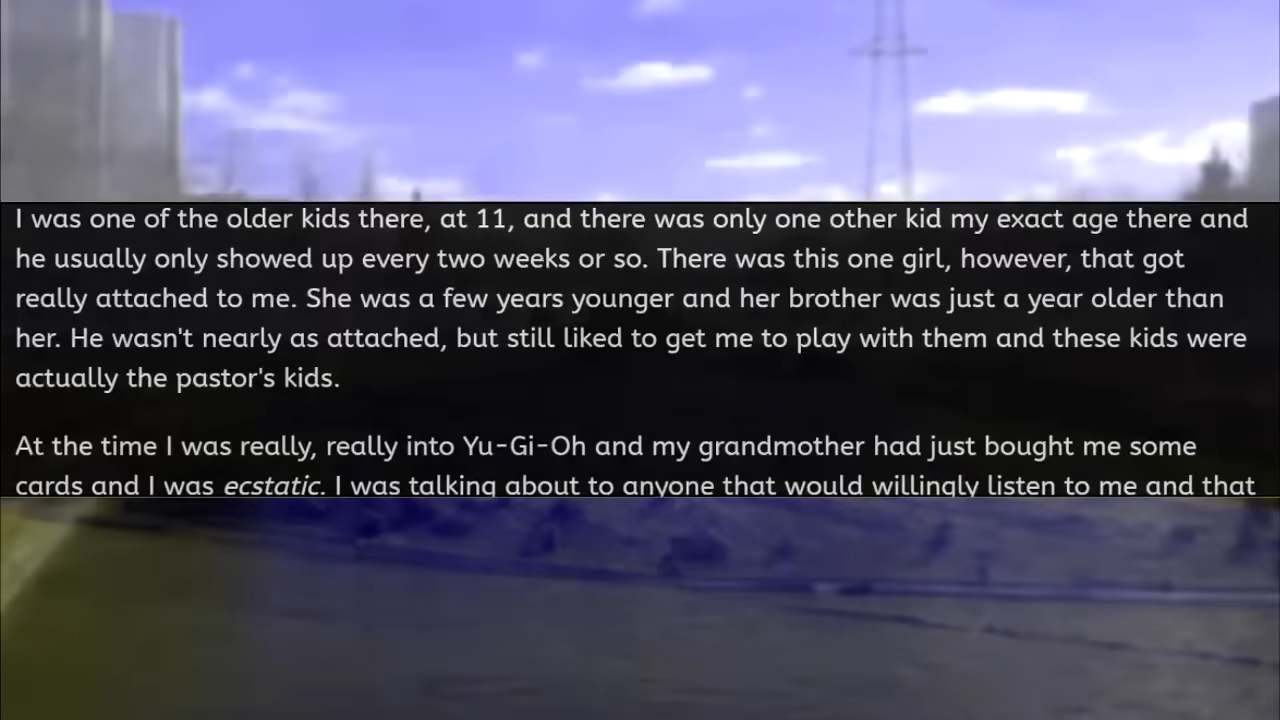 I was one of the older kids there, at 11, and there was only one other kid my exact age there and
he usually only showed up every two weeks or so. There was this one girl, however, that got
really attached to me. She was a few years younger and her brother was just a year older than
her. He wasn't nearly as attached, but still liked to get me to play with them and these kids were
actually the pastor's kids.
At the time I was really, really into Yu-Gi-Oh and my grandmother had just bought me some
cards and I was ecstatic. I was talking about to anyone that would willingly listen to me and that